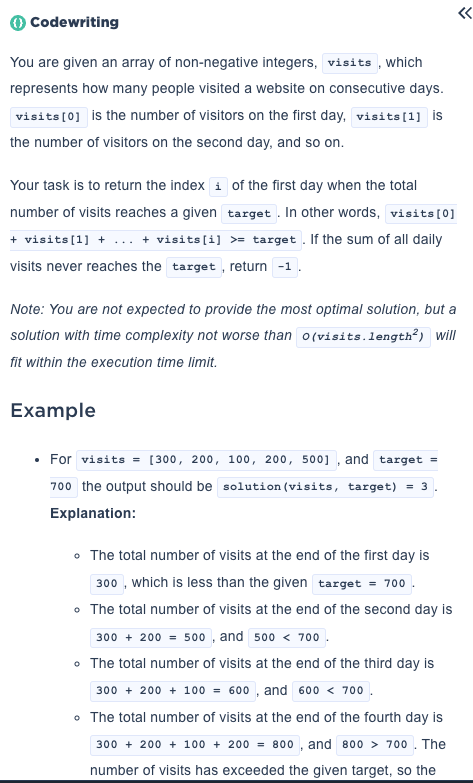 Codewriting
You are given an array of non-negative integers, visits, which
represents how many people visited a website on consecutive days.
visits[0] is the number of visitors on the first day, visits[1] is
the number of visitors on the second day, and so on.
Your task is to return the index i of the first day when the total
number of visits reaches a given target. In other words, visits[0]
+ visits[1] + ... + visits[i] >= target. If the sum of all daily
visits never reaches the target, return -1.
Note: You are not expected to provide the most optimal solution, but a
solution with time complexity not worse than O(visits.length²) will
fit within the execution time limit.
Example
• For visits = [300, 200, 100, 200, 500], and target =
700 the output should be solution(visits, target) = 3.
Explanation:
◦ The total number of visits at the end of the first day is
300, which is less than the given target = 700.
◦ The total number of visits at the end of the second day is
300 + 200 = 500, and 500 < 700.
◦ The total number of visits at the end of the third day is
300 + 200 + 100 = 600, and 600 < 700.
◦ The total number of visits at the end of the fourth day is
300 + 200 + 100 + 200 = 800, and 800 > 700. The
number of visits has exceeded the given target, so the